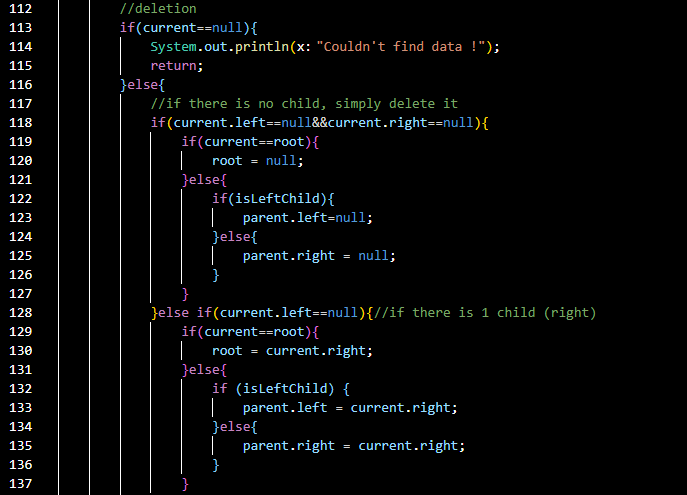 112 //deletion
113 if(current==null){
114 System.out.println(x: "Couldn't find data !");
115 return;
116 }else{
117 //if there is no child, simply delete it
118 if(current.left==null&&current.right==null){
119 if(current==root){
120 root = null;
121 }else{
122 if(isLeftChild){
123 parent.left=null;
124 }else{
125 parent.right = null;
126 }
127 }
128 }else if(current.left==null){//if there is 1 child (right)
129 if(current==root){
130 root = current.right;
131 }else{
132 if (isLeftChild) {
133 parent.left = current.right;
134 }else{
135 parent.right = current.right;
136 }
137 }